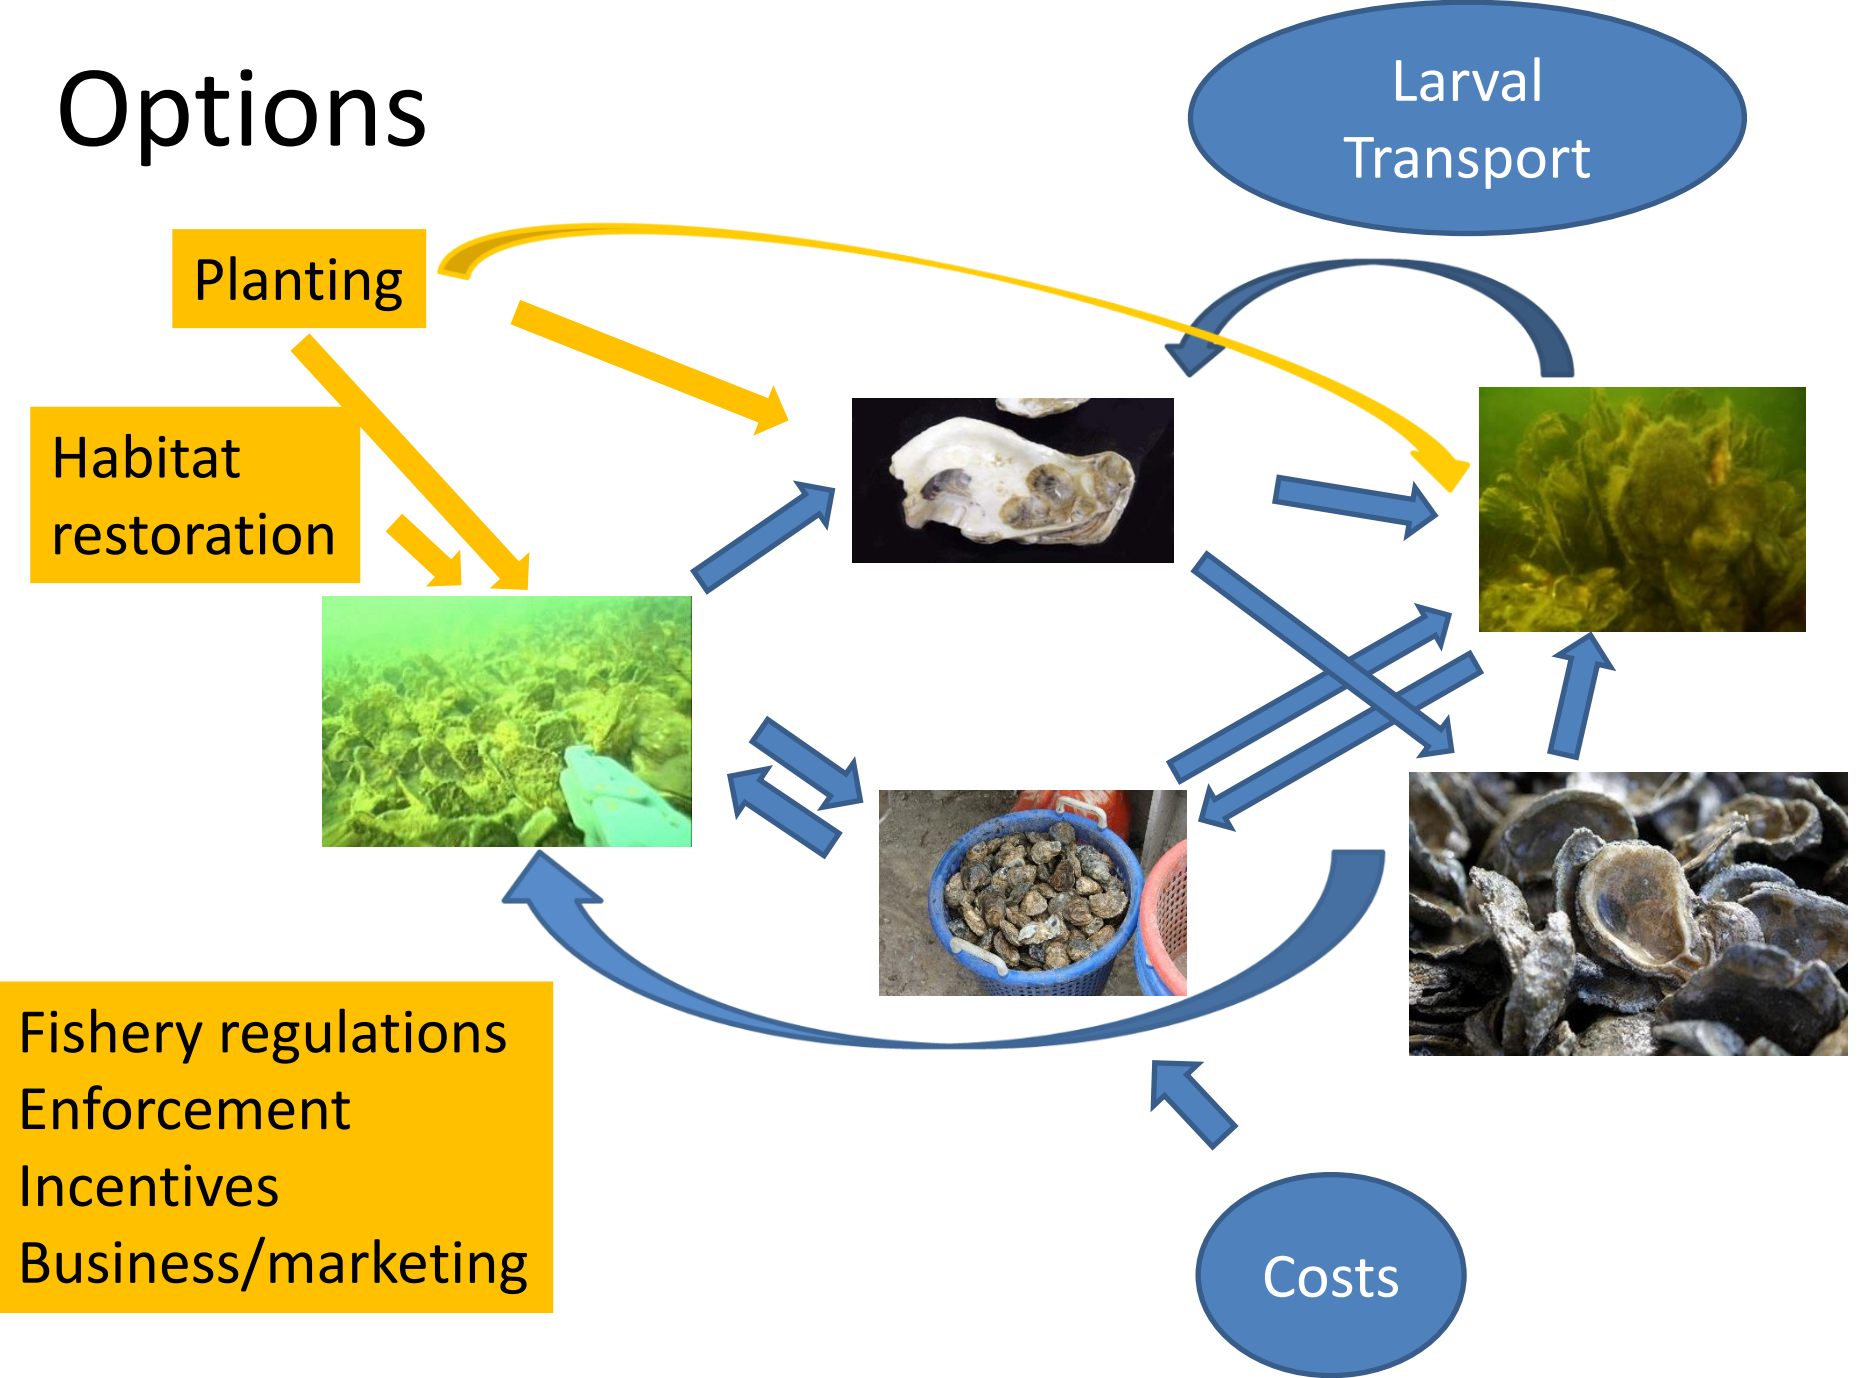 Options
Larval
Transport
Planting
Habitat
restoration
Fishery regulations
Enforcement
Incentives
Business/marketing
Costs